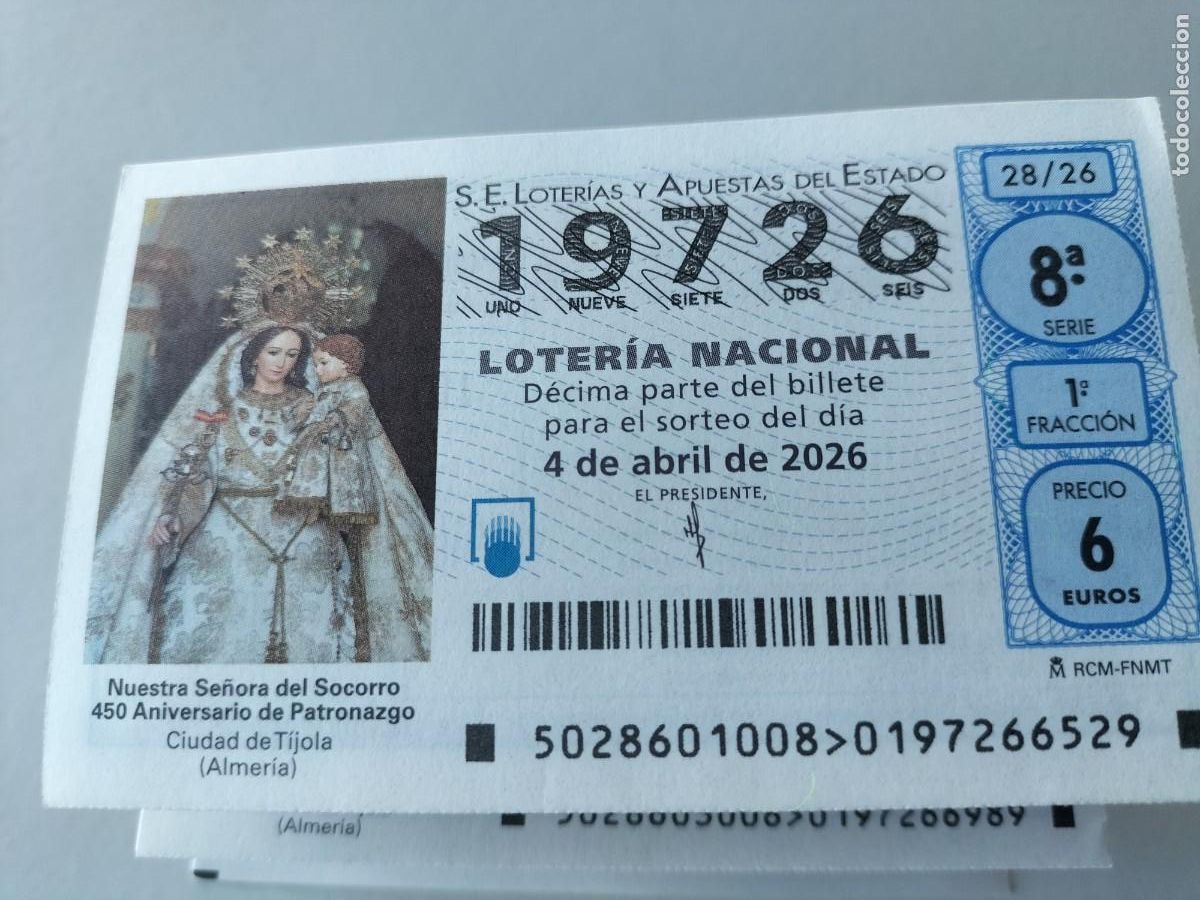 S. E. LOTERÍAS Y APUESTAS DEL ESTADO
19726
UNO NUEVE SIETE DOS SEIS
LOTERÍA NACIONAL
Décima parte del billete
para el sorteo del día
4 de abril de 2026
EL PRESIDENTE,
28/26
8ª
SERIE
1ª
FRACCIÓN
PRECIO
6
EUROS
RCM-FNMT
Nuestra Señora del Socorro
450 Aniversario de Patronazgo
Ciudad de Tíjola
(Almería)
5028601008>0197266529
(Almería)
todocoleccion